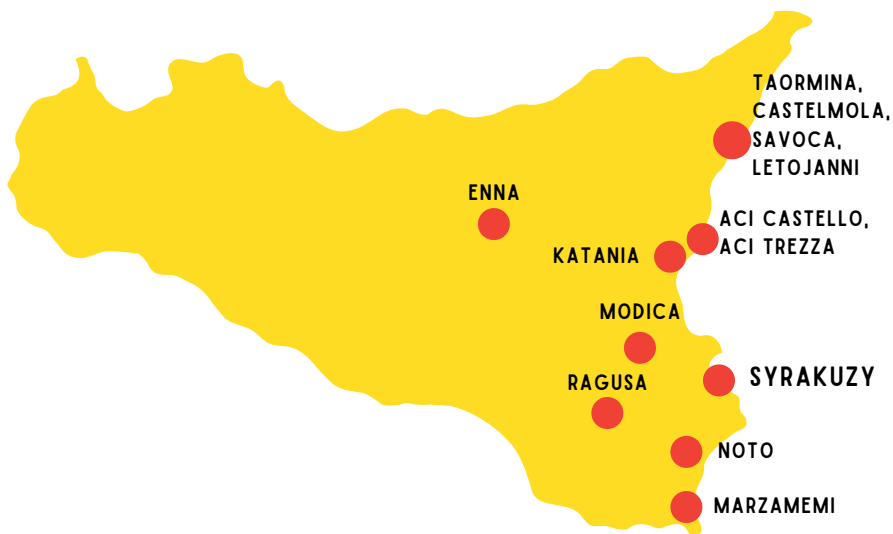 TAORMINA,
CASTELMOLA,
SAVOCA,
LETOJANNI
ENNA
ACI CASTELLO,
ACI TREZZA
KATANIA
MODICA
SYRAKUZY
RAGUSA
NOTO
MARZAMEMI